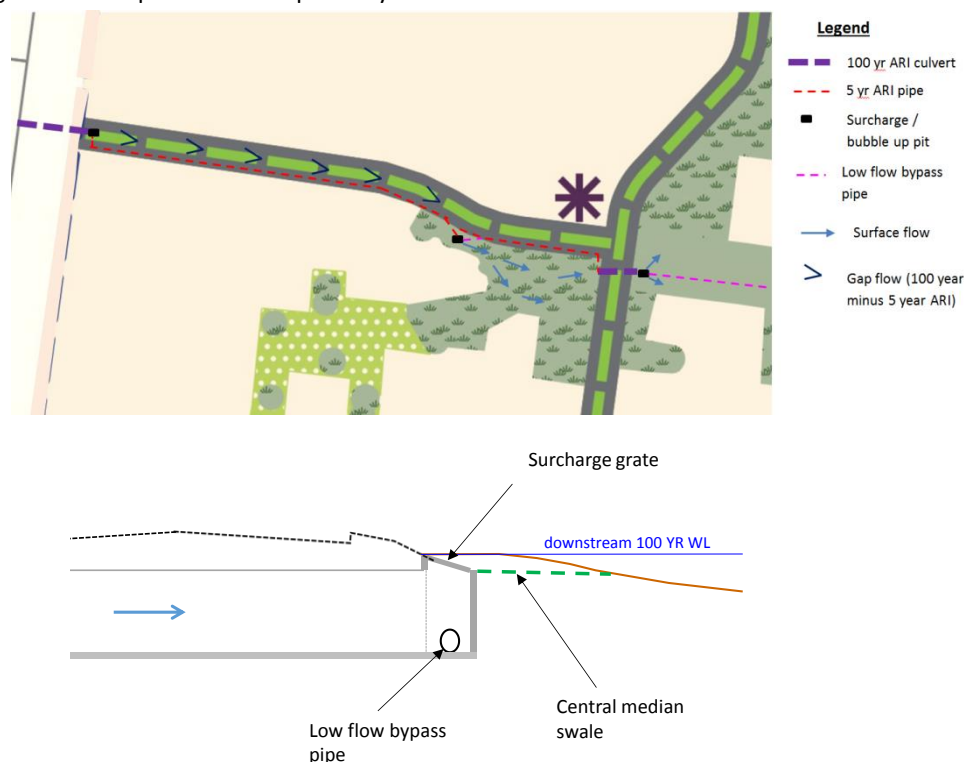 Legend
100 yr ARI culvert
5 yr ARI pipe
Surcharge /
bubble up pit
Low flow bypass
pipe
Surface flow
Gap flow (100 year
minus 5 year ARI)
Surcharge grate
downstream 100 YR WL
Central median
swale
Low flow bypass
pipe